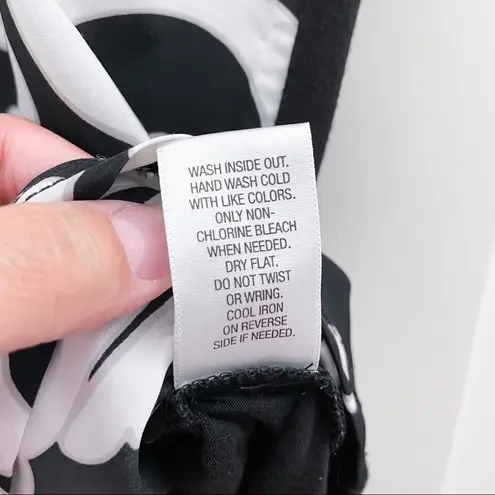 WASH INSIDE OUT.
HAND WASH COLD
WITH LIKE COLORS.
ONLY NON-
CHLORINE BLEACH
WHEN NEEDED.
DRY FLAT.
DO NOT TWIST
OR WRING.
COOL IRON
ON REVERSE
SIDE IF NEEDED.